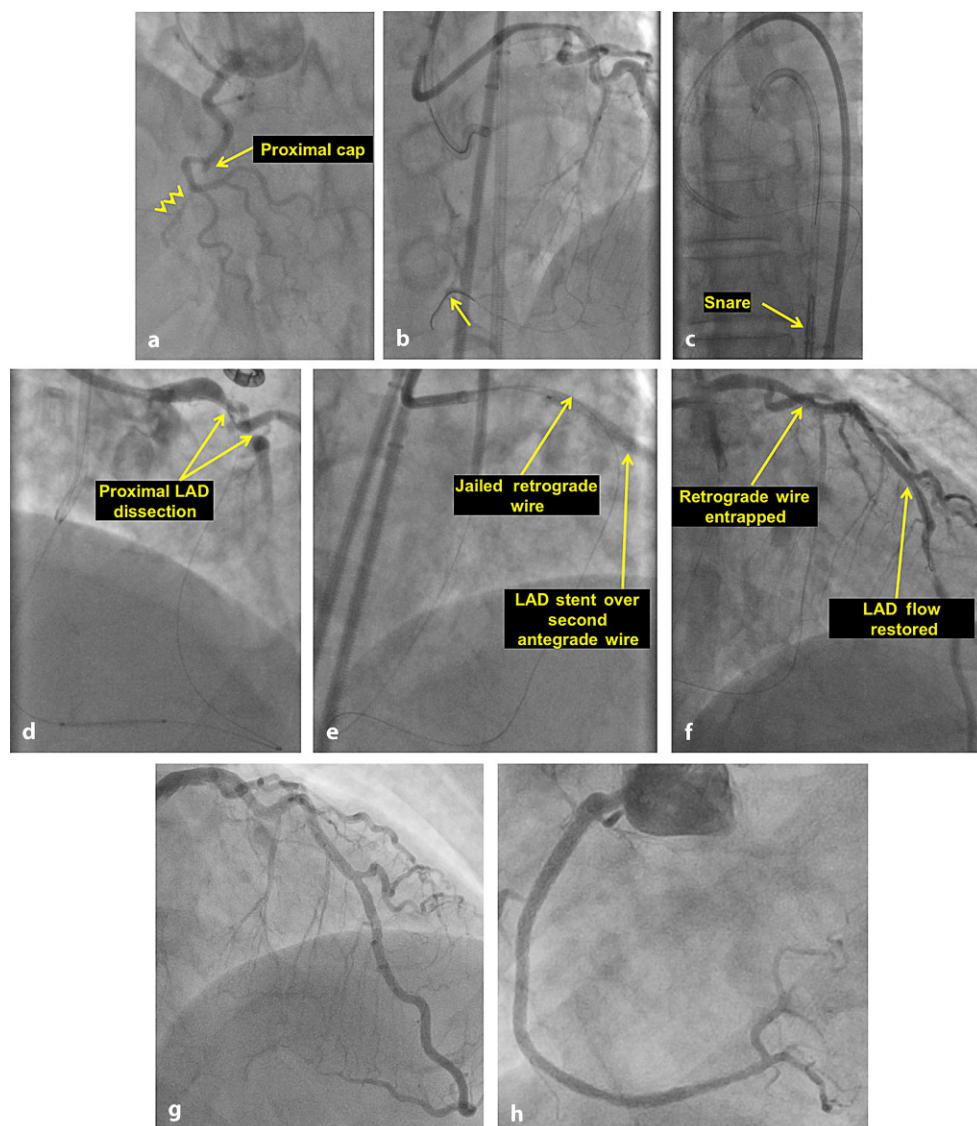 Proximal cap
a
b
Snare
c
Proximal LAD
dissection
d
Jailed retrograde
wire
LAD stent over
second
antegrade wire
e
Retrograde wire
entrapped
LAD flow
restored
f
g
h